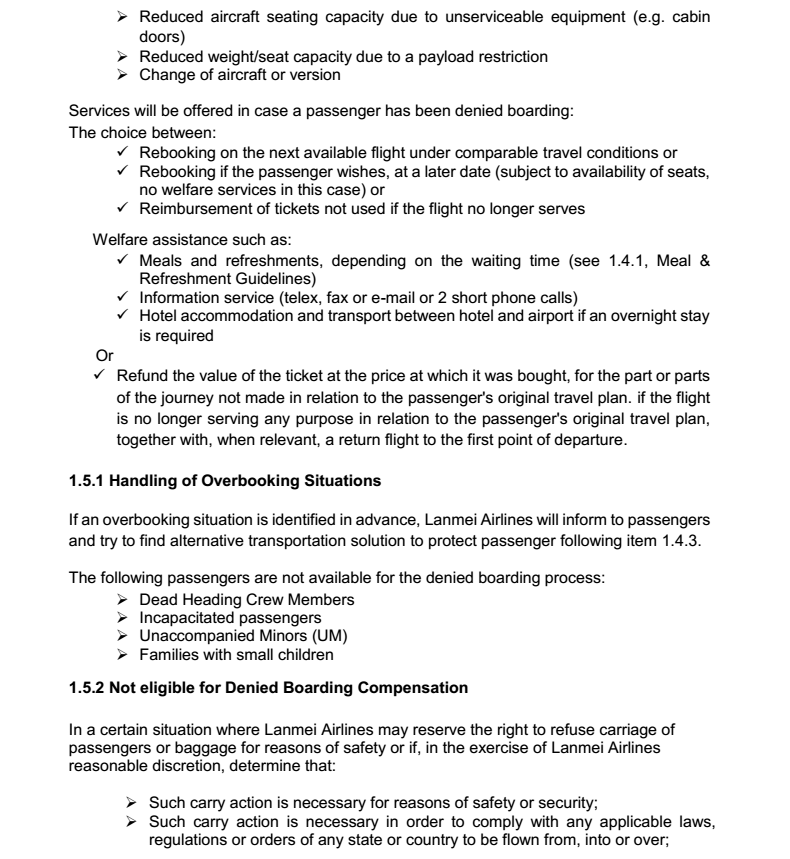 ➢ Reduced aircraft seating capacity due to unserviceable equipment (e.g. cabin
doors)
➢ Reduced weight/seat capacity due to a payload restriction
➢ Change of aircraft or version
Services will be offered in case a passenger has been denied boarding:
The choice between:
✓ Rebooking on the next available flight under comparable travel conditions or
✓ Rebooking if the passenger wishes, at a later date (subject to availability of seats,
no welfare services in this case) or
✓ Reimbursement of tickets not used if the flight no longer serves
Welfare assistance such as:
✓ Meals and refreshments, depending on the waiting time (see 1.4.1, Meal &
Refreshment Guidelines)
✓ Information service (telex, fax or e-mail or 2 short phone calls)
✓ Hotel accommodation and transport between hotel and airport if an overnight stay
is required
Or
✓ Refund the value of the ticket at the price at which it was bought, for the part or parts
of the journey not made in relation to the passenger's original travel plan. if the flight
is no longer serving any purpose in relation to the passenger's original travel plan,
together with, when relevant, a return flight to the first point of departure.
1.5.1 Handling of Overbooking Situations
If an overbooking situation is identified in advance, Lanmei Airlines will inform to passengers
and try to find alternative transportation solution to protect passenger following item 1.4.3.
The following passengers are not available for the denied boarding process:
➢ Dead Heading Crew Members
➢ Incapacitated passengers
➢ Unaccompanied Minors (UM)
➢ Families with small children
1.5.2 Not eligible for Denied Boarding Compensation
In a certain situation where Lanmei Airlines may reserve the right to refuse carriage of
passengers or baggage for reasons of safety or if, in the exercise of Lanmei Airlines
reasonable discretion, determine that:
➢ Such carry action is necessary for reasons of safety or security;
➢ Such carry action is necessary in order to comply with any applicable laws,
regulations or orders of any state or country to be flown from, into or over;